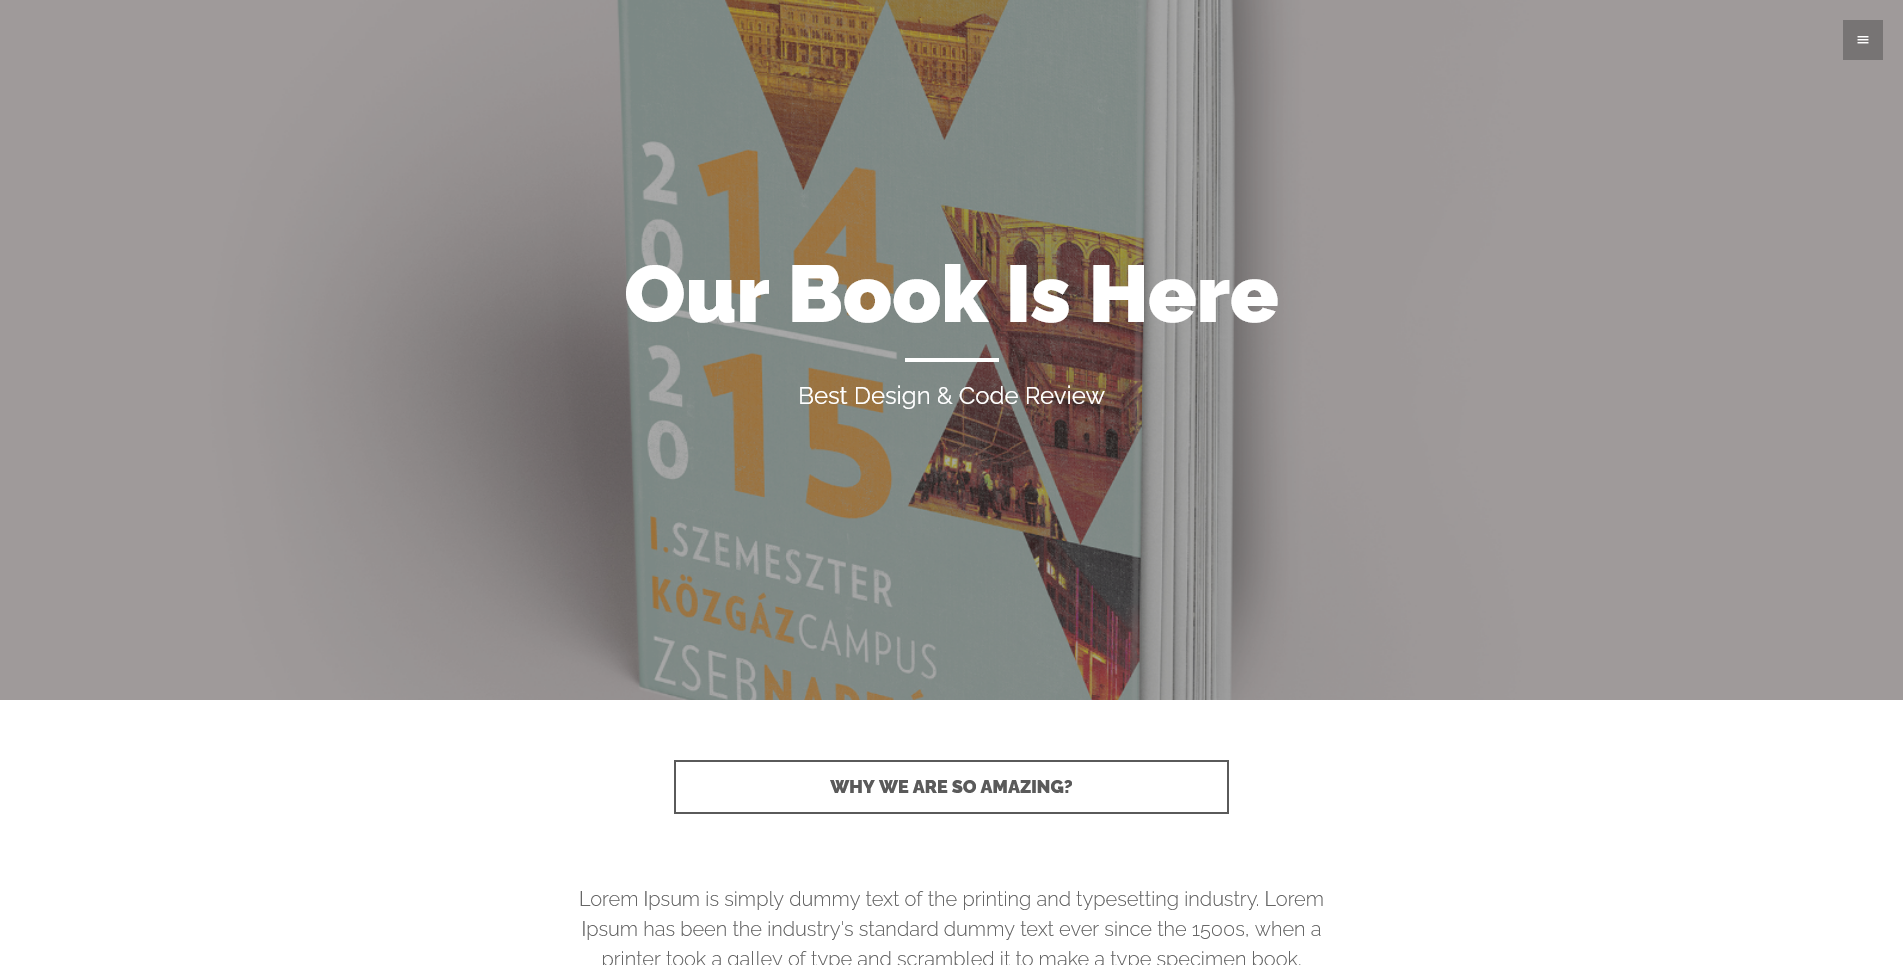 2014
2015
Our Book Is Here
Best Design & Code Review
I.SZEMESZTER
KÖZGÁZCAMPUS
WHY WE ARE SO AMAZING?
Lorem Ipsum is simply dummy text of the printing and typesetting industry. Lorem
Ipsum has been the industry's standard dummy text ever since the 1500s, when a
printer took a galley of type and scrambled it to make a type specimen book.